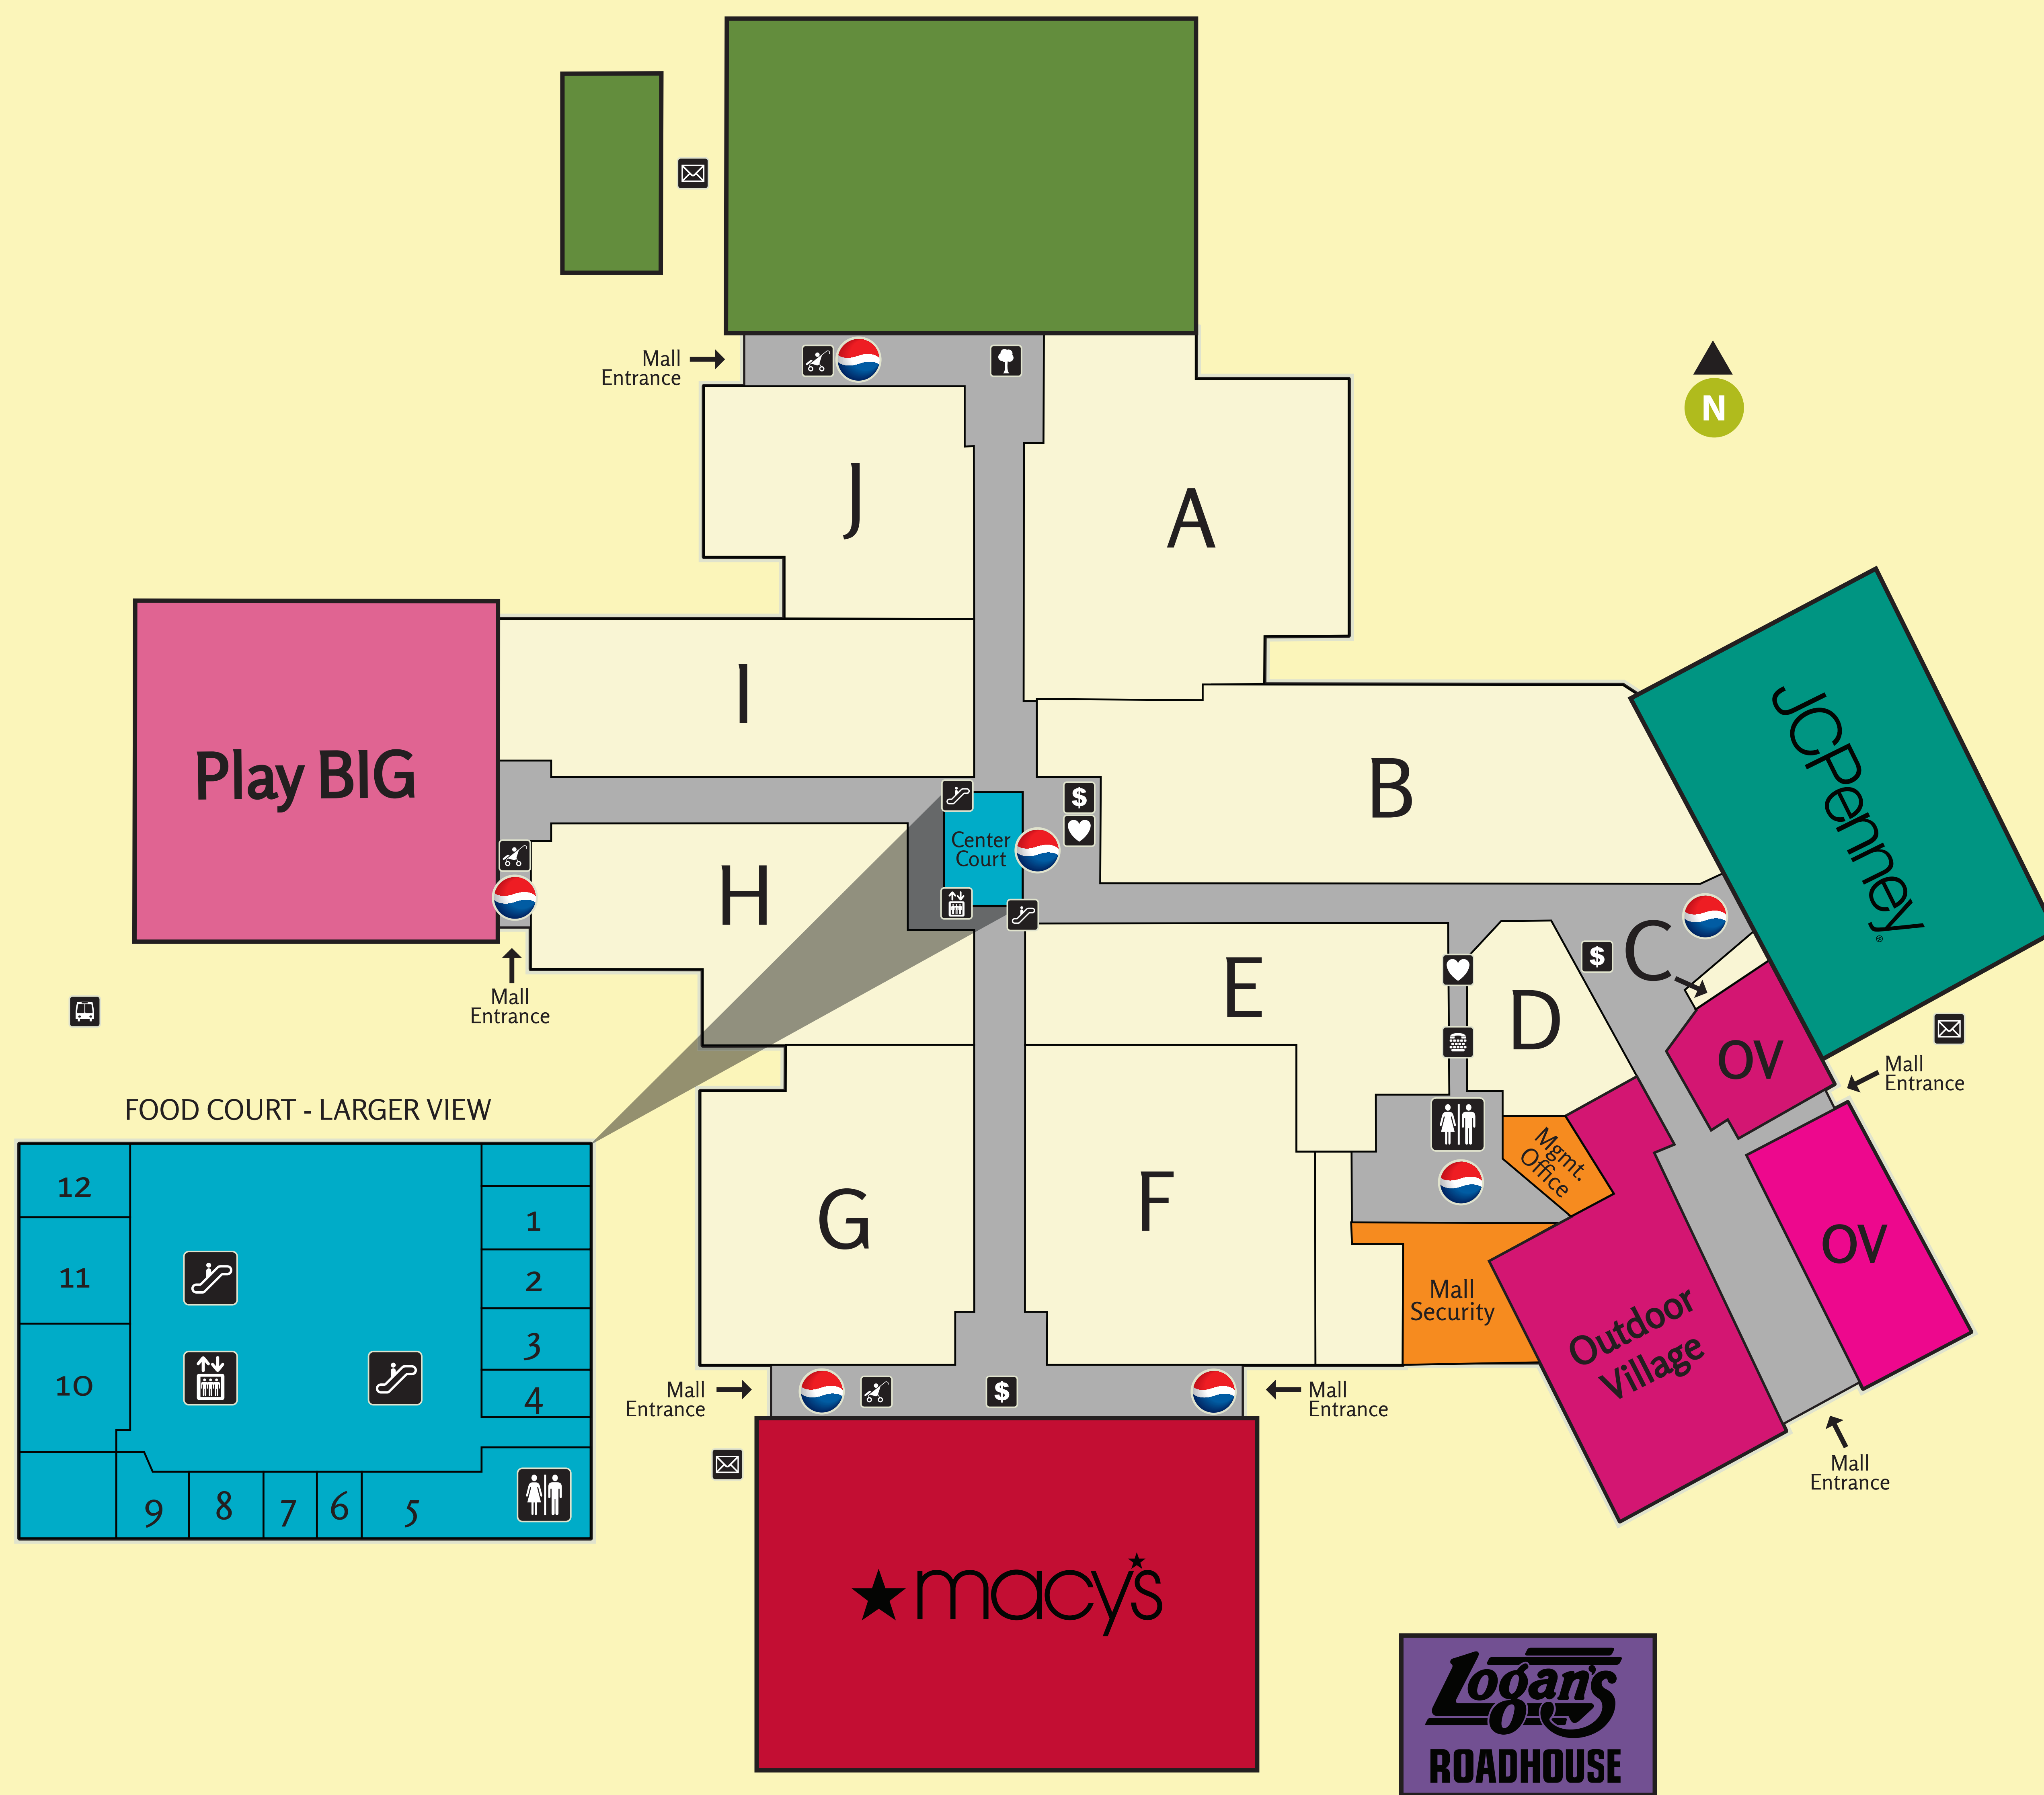 Mall
Entrance
N
J
A
I
Play BIG
B
JCPenney®
$
Center
Court
H
C
$
E
D
OV
Mall
Entrance
Mall
Entrance
FOOD COURT - LARGER VIEW
12
11
10
1
2
3
4
9
8
7
6
5
Mgmt.
Office
G
F
OV
Mall
Security
Outdoor
Village
Mall
Entrance
$
Mall
Entrance
Mall
Entrance
macy's
Logan's
ROADHOUSE